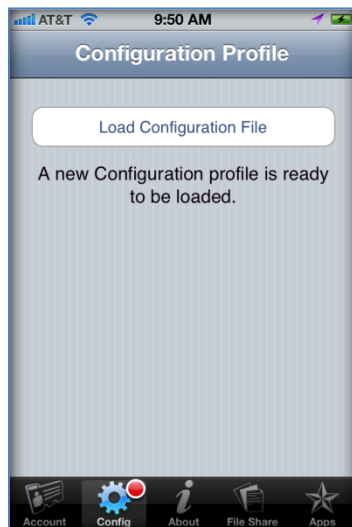 AT&T 9:50 AM
Configuration Profile
Load Configuration File
A new Configuration profile is ready
to be loaded.
Account Config About File Share Apps